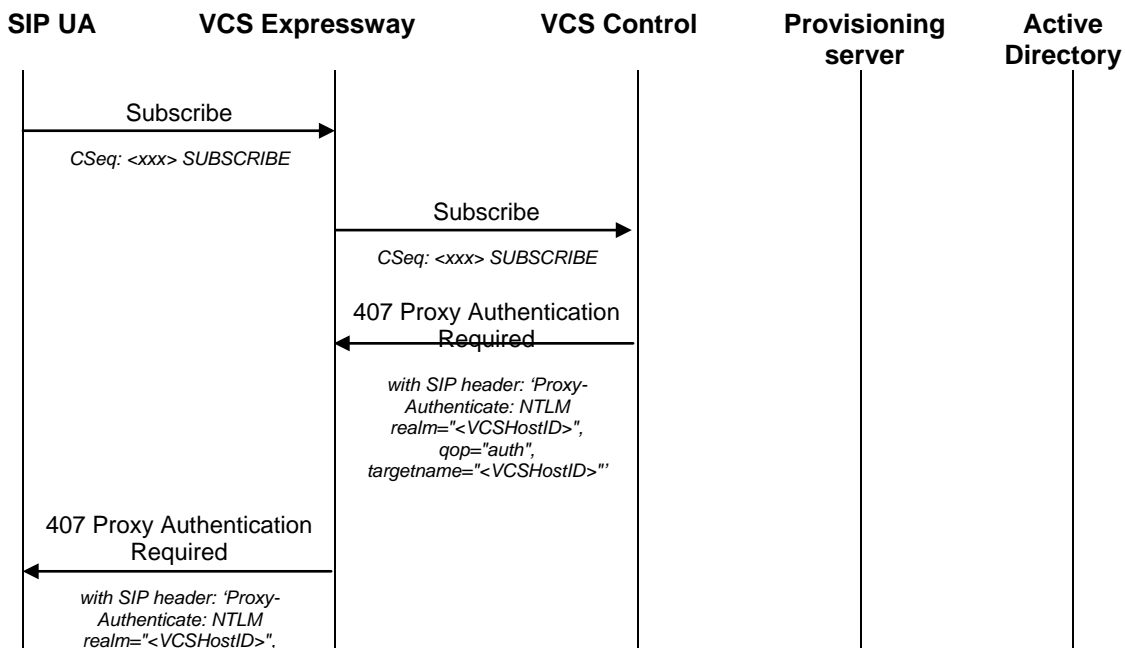 SIP UA VCS Expressway VCS Control Provisioning server Active Directory
Subscribe
CSeq: <xxx> SUBSCRIBE
Subscribe
CSeq: <xxx> SUBSCRIBE
407 Proxy Authentication
Required
with SIP header: ‘Proxy-
Authenticate: NTLM
realm="<VCSHostID>",
qop="auth",
targetname="<VCSHostID>"’
407 Proxy Authentication
Required
with SIP header: ‘Proxy-
Authenticate: NTLM
realm="<VCSHostID>",